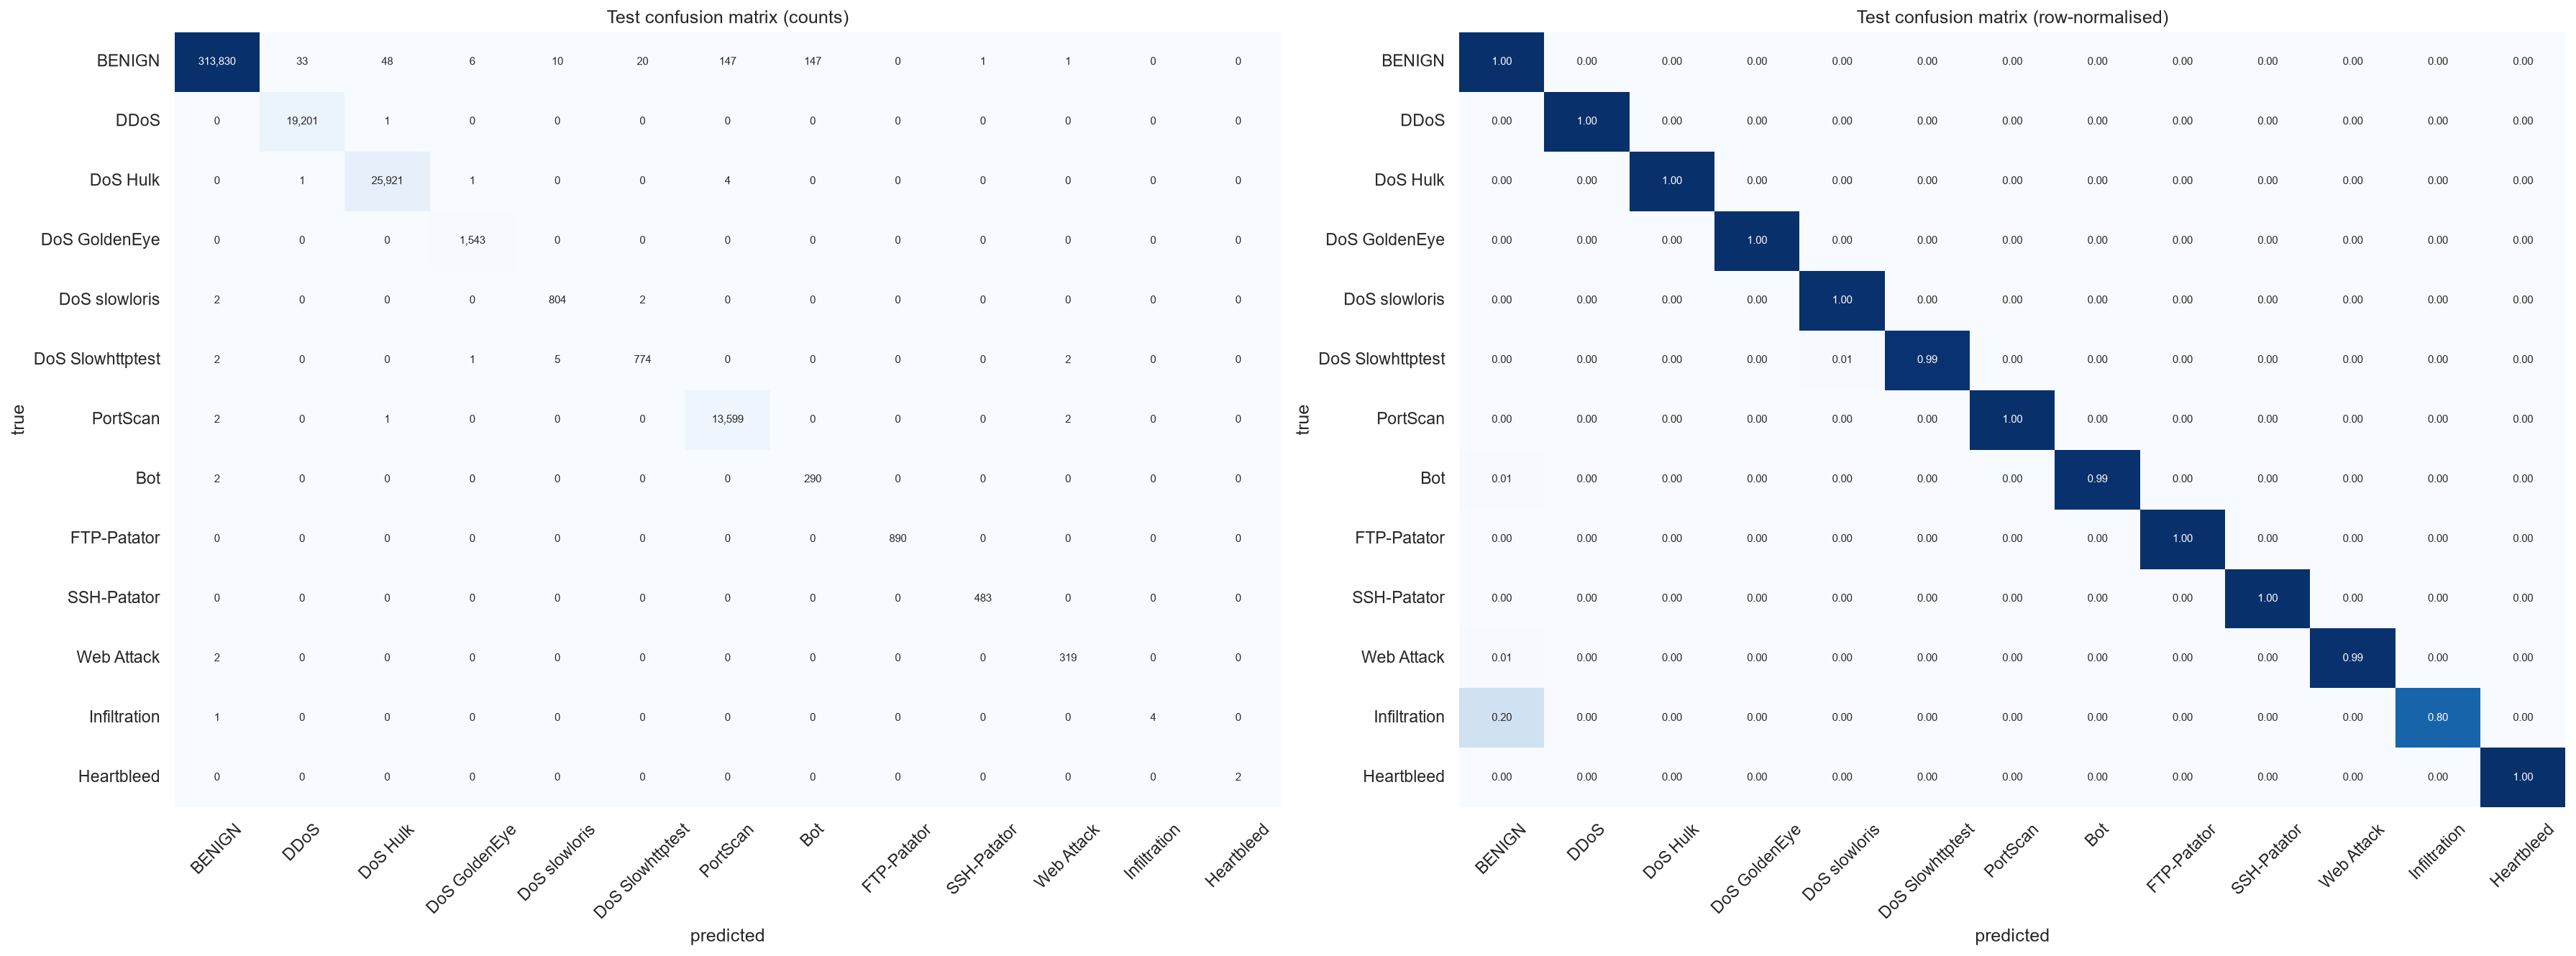 Test confusion matrix (counts)
BENIGN 313,830 33 48 6 10 20 147 147 0 1 1 0 0
DDoS 0 19,201 1 0 0 0 0 0 0 0 0 0 0
DoS Hulk 0 1 25,921 1 0 0 4 0 0 0 0 0 0
DoS GoldenEye 0 0 0 1,543 0 0 0 0 0 0 0 0 0
DoS slowloris 2 0 0 0 804 2 0 0 0 0 0 0 0
DoS Slowhttptest 2 0 0 1 5 774 0 0 0 0 2 0 0
PortScan 2 0 1 0 0 0 13,599 0 0 0 2 0 0
Bot 2 0 0 0 0 0 0 290 0 0 0 0 0
FTP-Patator 0 0 0 0 0 0 0 0 890 0 0 0 0
SSH-Patator 0 0 0 0 0 0 0 0 0 483 0 0 0
Web Attack 2 0 0 0 0 0 0 0 0 0 319 0 0
Infiltration 1 0 0 0 0 0 0 0 0 0 0 4 0
Heartbleed 0 0 0 0 0 0 0 0 0 0 0 0 2
true
BENIGN DDoS DoS Hulk DoS GoldenEye DoS slowloris DoS Slowhttptest PortScan Bot FTP-Patator SSH-Patator Web Attack Infiltration Heartbleed
predicted
Test confusion matrix (row-normalised)
BENIGN 1.00 0.00 0.00 0.00 0.00 0.00 0.00 0.00 0.00 0.00 0.00 0.00 0.00
DDoS 0.00 1.00 0.00 0.00 0.00 0.00 0.00 0.00 0.00 0.00 0.00 0.00 0.00
DoS Hulk 0.00 0.00 1.00 0.00 0.00 0.00 0.00 0.00 0.00 0.00 0.00 0.00 0.00
DoS GoldenEye 0.00 0.00 0.00 1.00 0.00 0.00 0.00 0.00 0.00 0.00 0.00 0.00 0.00
DoS slowloris 0.00 0.00 0.00 0.00 1.00 0.00 0.00 0.00 0.00 0.00 0.00 0.00 0.00
DoS Slowhttptest 0.00 0.00 0.00 0.00 0.01 0.99 0.00 0.00 0.00 0.00 0.00 0.00 0.00
PortScan 0.00 0.00 0.00 0.00 0.00 0.00 1.00 0.00 0.00 0.00 0.00 0.00 0.00
Bot 0.01 0.00 0.00 0.00 0.00 0.00 0.00 0.99 0.00 0.00 0.00 0.00 0.00
FTP-Patator 0.00 0.00 0.00 0.00 0.00 0.00 0.00 0.00 1.00 0.00 0.00 0.00 0.00
SSH-Patator 0.00 0.00 0.00 0.00 0.00 0.00 0.00 0.00 0.00 1.00 0.00 0.00 0.00
Web Attack 0.01 0.00 0.00 0.00 0.00 0.00 0.00 0.00 0.00 0.00 0.99 0.00 0.00
Infiltration 0.20 0.00 0.00 0.00 0.00 0.00 0.00 0.00 0.00 0.00 0.00 0.80 0.00
Heartbleed 0.00 0.00 0.00 0.00 0.00 0.00 0.00 0.00 0.00 0.00 0.00 0.00 1.00
true
BENIGN DDoS DoS Hulk DoS GoldenEye DoS slowloris DoS Slowhttptest PortScan Bot FTP-Patator SSH-Patator Web Attack Infiltration Heartbleed
predicted